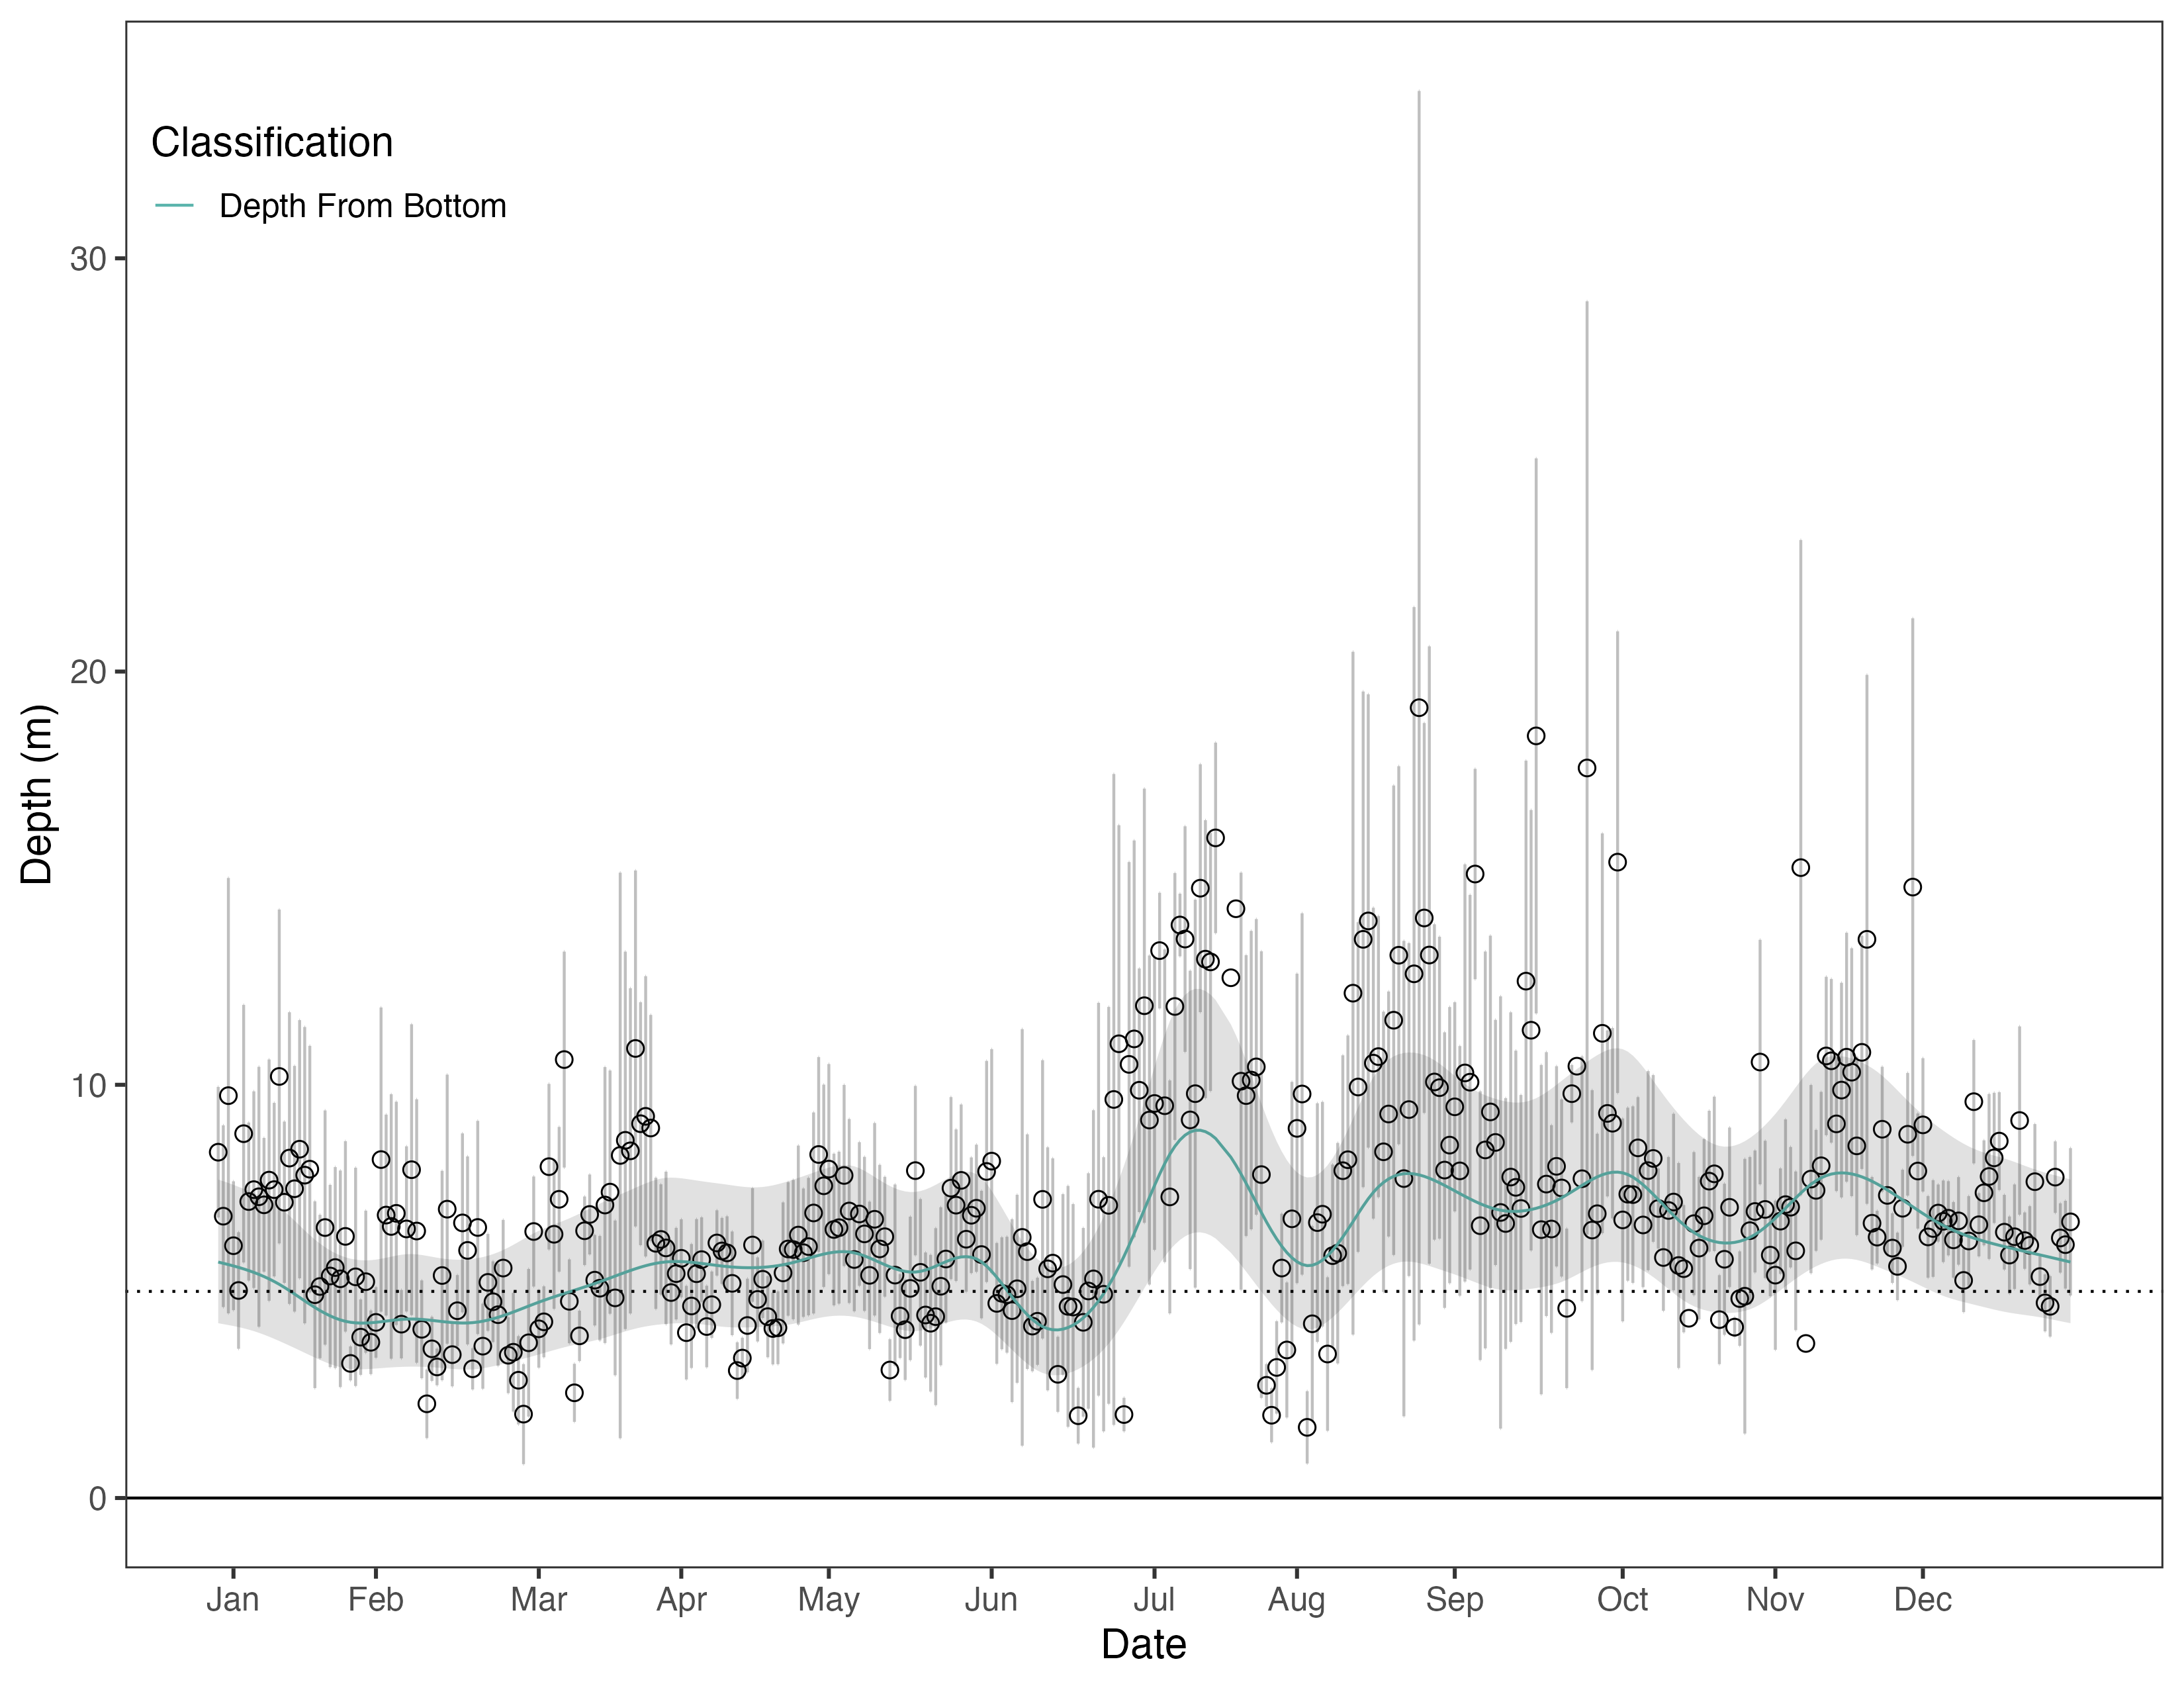 Classification
Depth From Bottom
30
20
10
0
Depth (m)
Jan Feb Mar Apr May Jun Jul Aug Sep Oct Nov Dec
Date